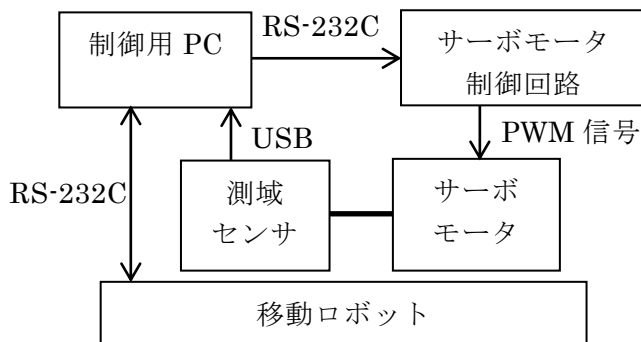 RS-232C
制御用 PC
サーボモータ
制御回路
USB
PWM 信号
RS-232C
測域
センサ
サーボ
モータ
移動ロボット